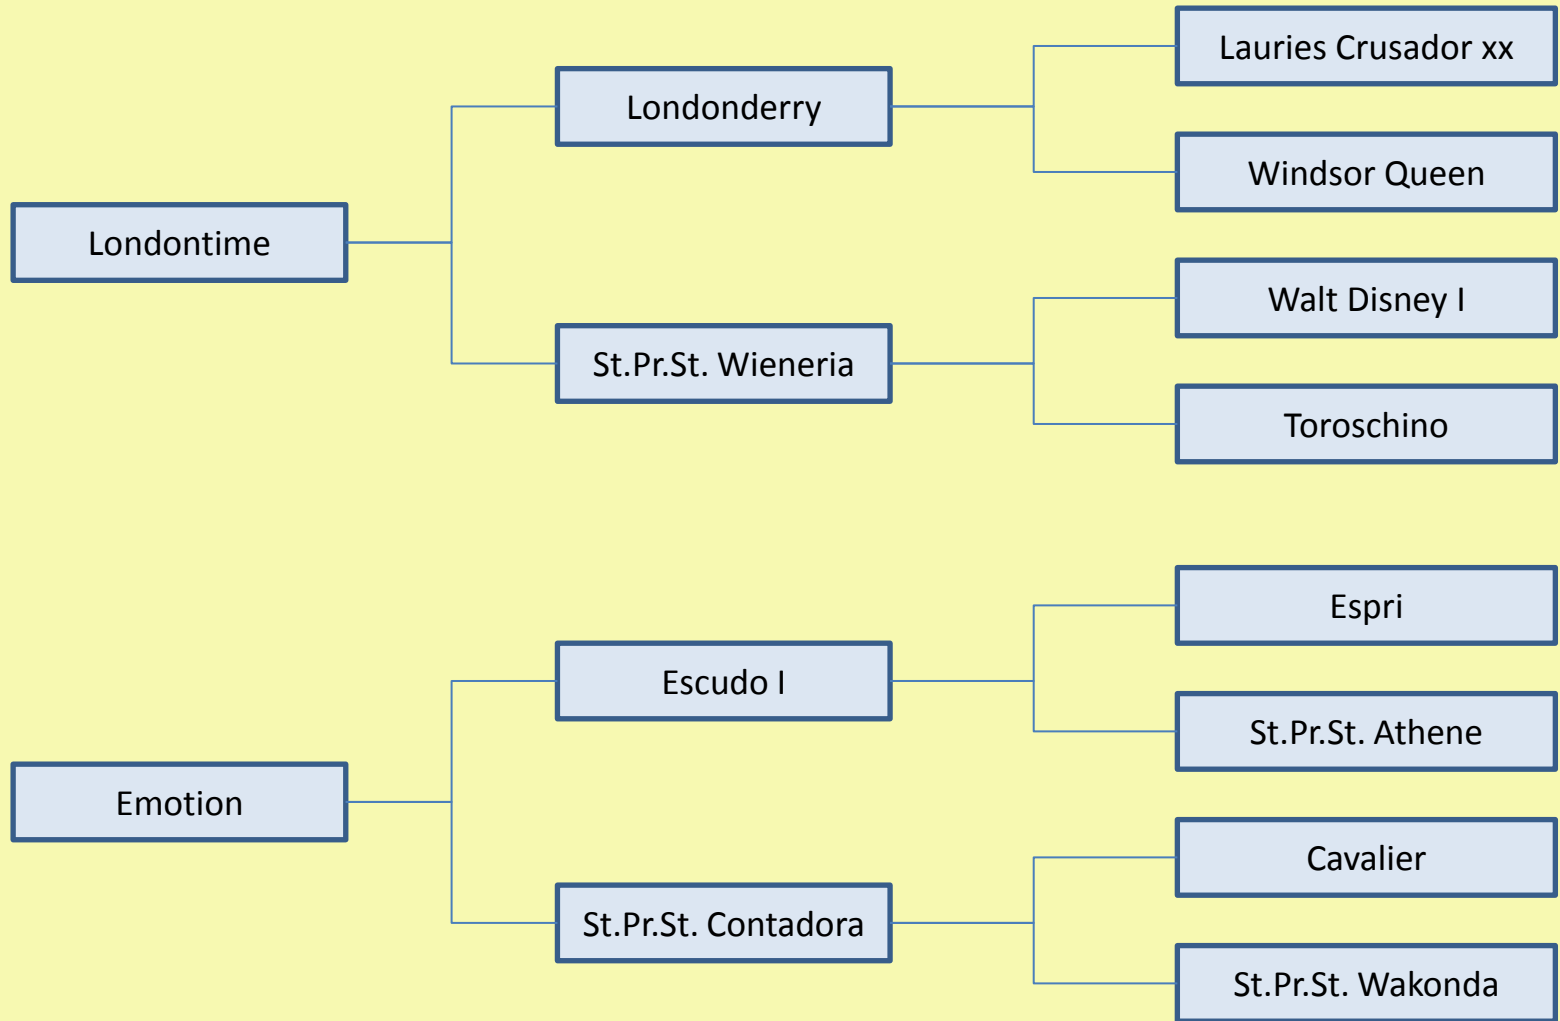 Lauries Crusador xx
Londonderry
Windsor Queen
Londontime
Walt Disney I
St.Pr.St. Wieneria
Toroschino
Espri
Escudo I
St.Pr.St. Athene
Emotion
Cavalier
St.Pr.St. Contadora
St.Pr.St. Wakonda